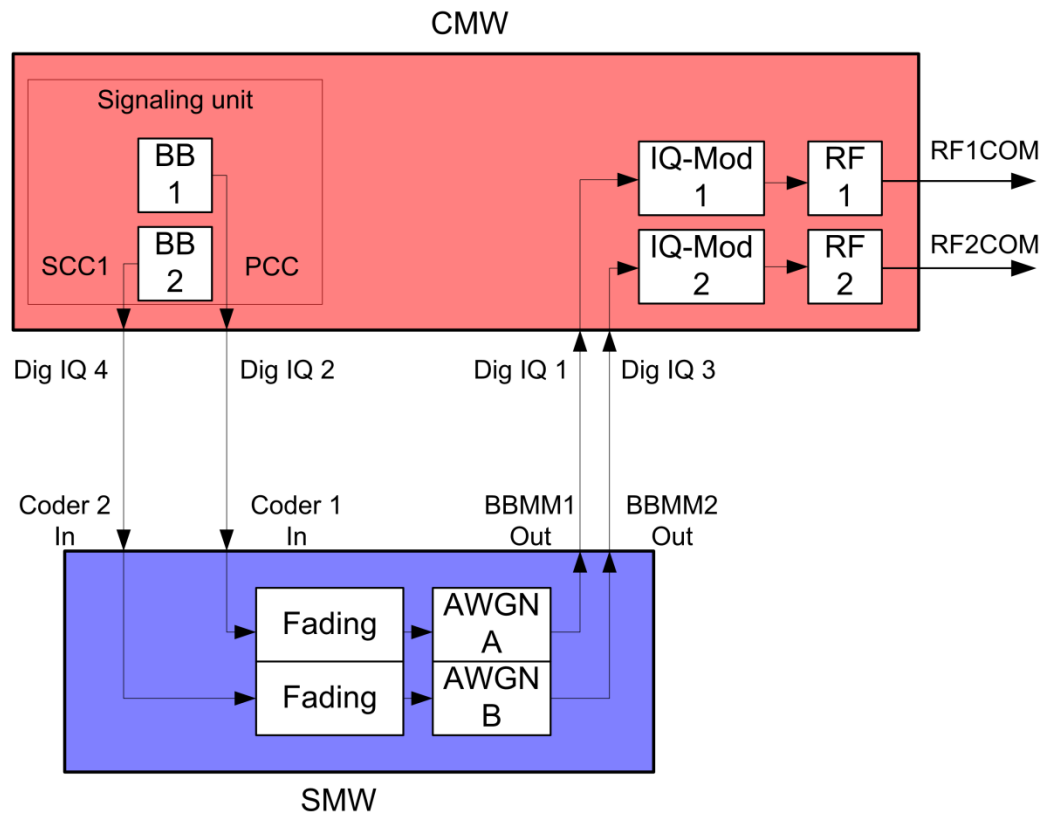 CMW
Signaling unit
BB
1
BB
2
SCC1
PCC
IQ-Mod
1
RF
1
RF1COM
IQ-Mod
2
RF
2
RF2COM
Dig IQ 4
Dig IQ 2
Dig IQ 1
Dig IQ 3
Coder 2
In
Coder 1
In
BBMM1
Out
BBMM2
Out
Fading
AWGN
A
Fading
AWGN
B
SMW